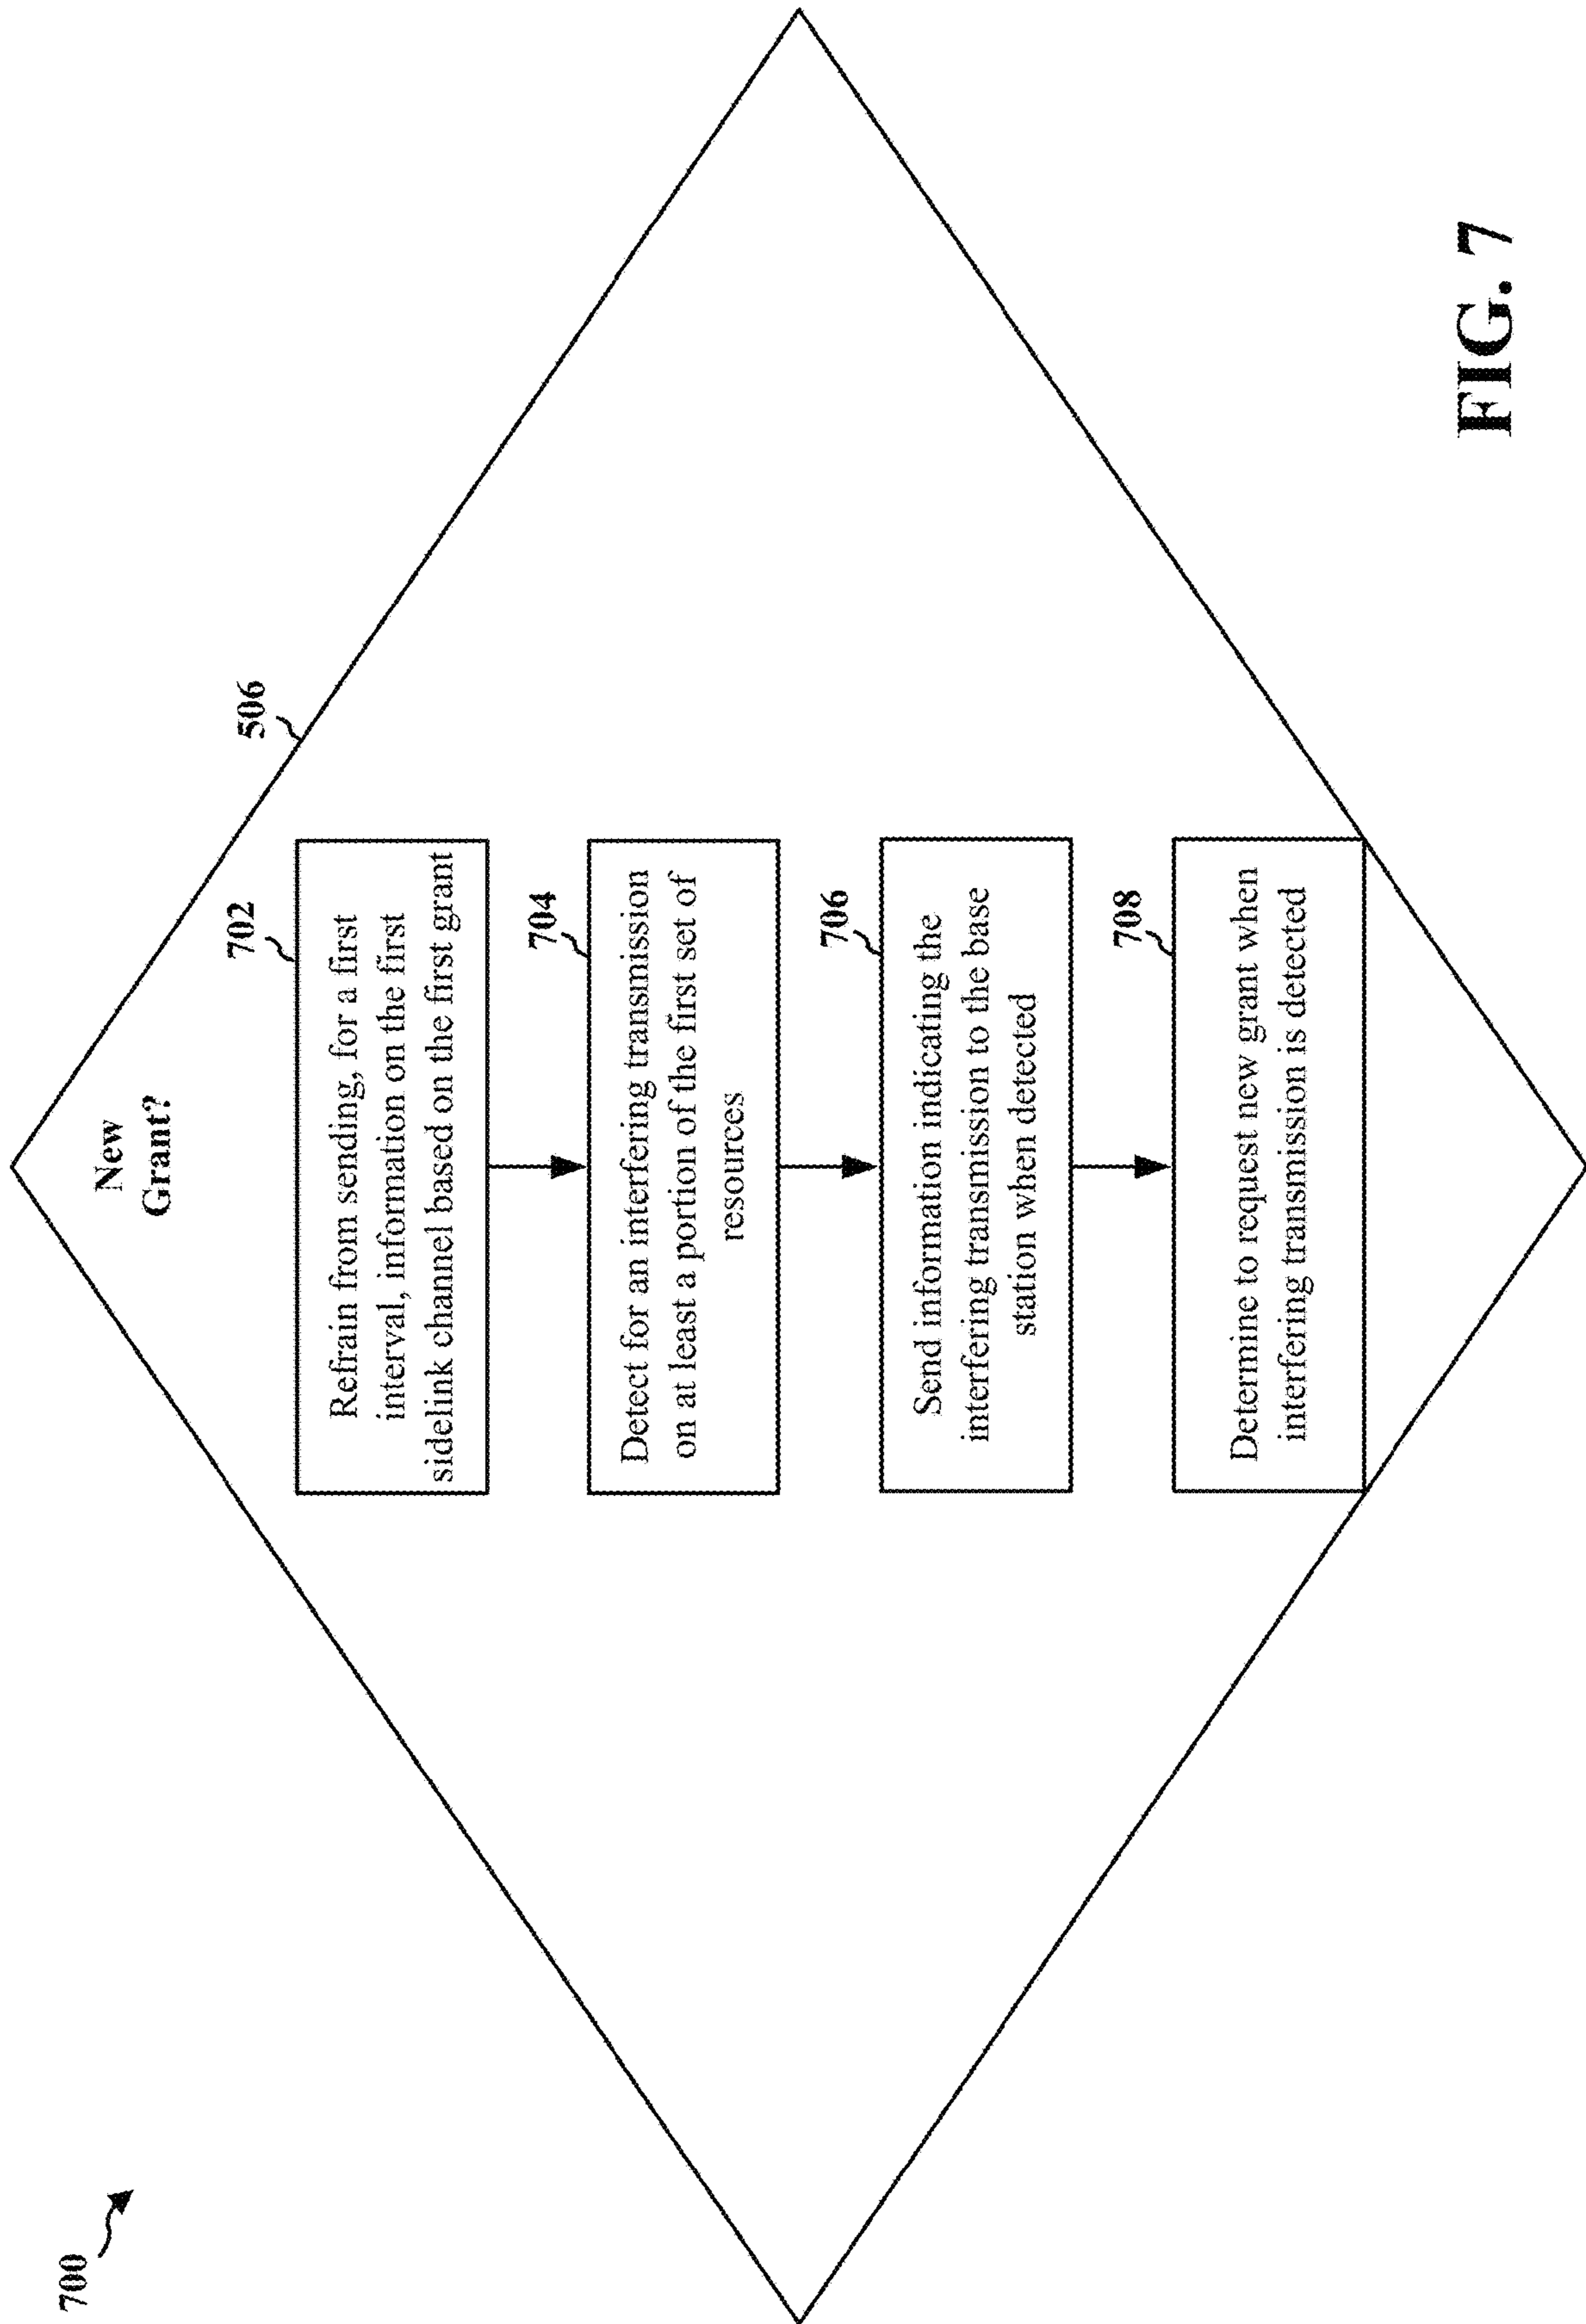 700
New
Grant?
506
702
Refrain from sending, for a first
interval, information on the first
sidelink channel based on the first grant
704
Detect for an interfering transmission
on at least a portion of the first set of
resources
706
Send information indicating the
interfering transmission to the base
station when detected
708
Determine to request new grant when
interfering transmission is detected
FIG. 7